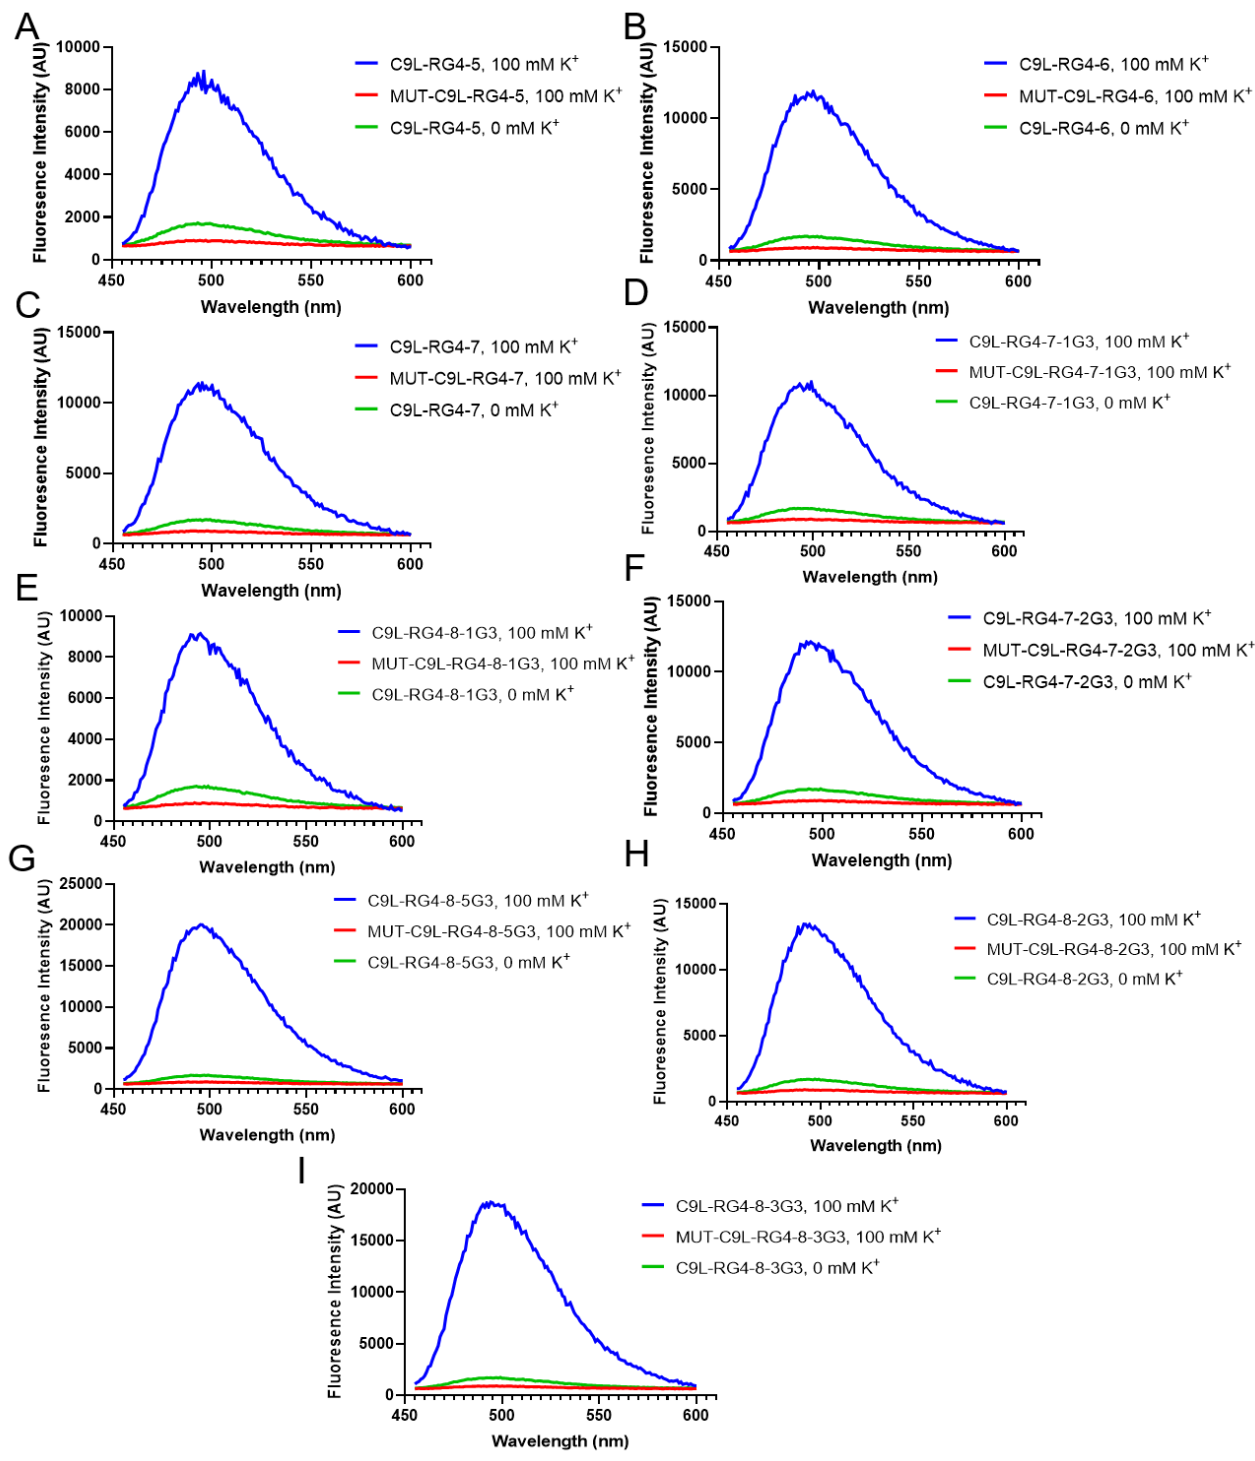 A
Fluoresence Intensity (AU)
10000
8000
6000
4000
2000
0
450 500 550 600
Wavelength (nm)
C9L-RG4-5, 100 mM K⁺
MUT-C9L-RG4-5, 100 mM K⁺
C9L-RG4-5, 0 mM K⁺
B
Fluoresence Intensity (AU)
15000
10000
5000
0
450 500 550 600
Wavelength (nm)
C9L-RG4-6, 100 mM K⁺
MUT-C9L-RG4-6, 100 mM K⁺
C9L-RG4-6, 0 mM K⁺
C
Fluoresence Intensity (AU)
15000
10000
5000
0
450 500 550 600
Wavelength (nm)
C9L-RG4-7, 100 mM K⁺
MUT-C9L-RG4-7, 100 mM K⁺
C9L-RG4-7, 0 mM K⁺
D
Fluoresence Intensity (AU)
15000
10000
5000
0
450 500 550 600
Wavelength (nm)
C9L-RG4-7-1G3, 100 mM K⁺
MUT-C9L-RG4-7-1G3, 100 mM K⁺
C9L-RG4-7-1G3, 0 mM K⁺
E
Fluoresence Intensity (AU)
10000
8000
6000
4000
2000
0
450 500 550 600
Wavelength (nm)
C9L-RG4-8-1G3, 100 mM K⁺
MUT-C9L-RG4-8-1G3, 100 mM K⁺
C9L-RG4-8-1G3, 0 mM K⁺
F
Fluoresence Intensity (AU)
15000
10000
5000
0
450 500 550 600
Wavelength (nm)
C9L-RG4-7-2G3, 100 mM K⁺
MUT-C9L-RG4-7-2G3, 100 mM K⁺
C9L-RG4-7-2G3, 0 mM K⁺
G
Fluoresence Intensity (AU)
25000
20000
15000
10000
5000
0
450 500 550 600
Wavelength (nm)
C9L-RG4-8-5G3, 100 mM K⁺
MUT-C9L-RG4-8-5G3, 100 mM K⁺
C9L-RG4-8-5G3, 0 mM K⁺
H
Fluoresence Intensity (AU)
15000
10000
5000
0
450 500 550 600
Wavelength (nm)
C9L-RG4-8-2G3, 100 mM K⁺
MUT-C9L-RG4-8-2G3, 100 mM K⁺
C9L-RG4-8-2G3, 0 mM K⁺
I
Fluoresence Intensity (AU)
20000
15000
10000
5000
0
450 500 550 600
Wavelength (nm)
C9L-RG4-8-3G3, 100 mM K⁺
MUT-C9L-RG4-8-3G3, 100 mM K⁺
C9L-RG4-8-3G3, 0 mM K⁺